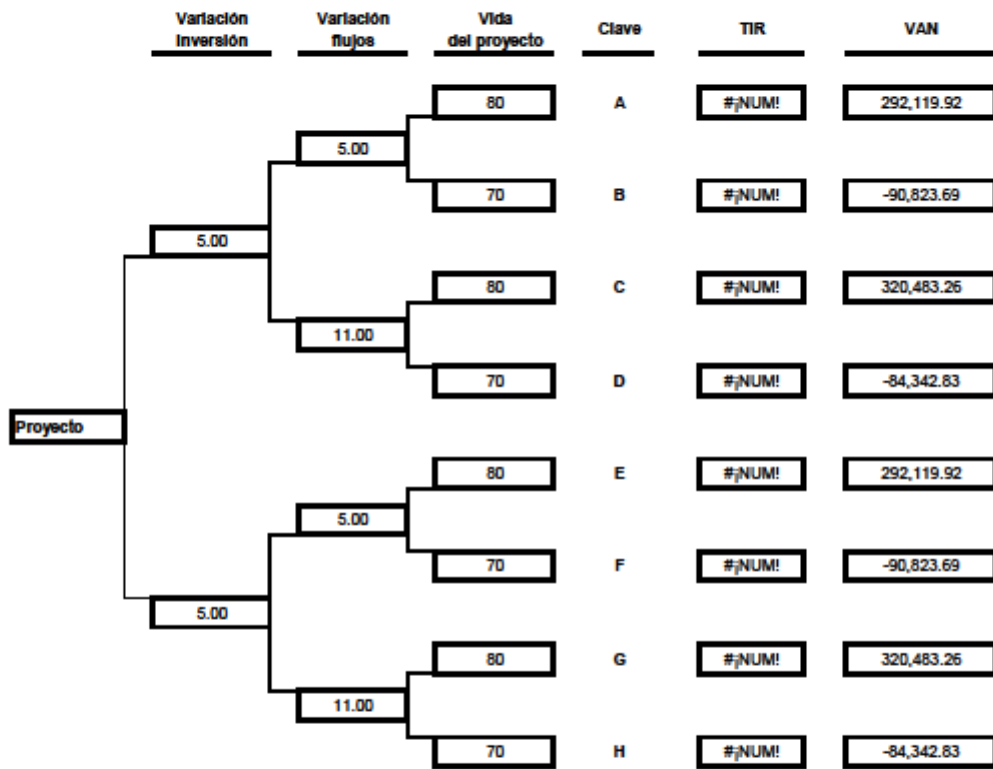 Variación Variación Vida Clave TIR VAN
Inversión flujos del proyecto
80 A #¡NUM! 292,119.92
5.00
70 B #¡NUM! -90,823.69
5.00
80 C #¡NUM! 320,483.26
11.00
70 D #¡NUM! -84,342.83
Proyecto
80 E #¡NUM! 292,119.92
5.00
70 F #¡NUM! -90,823.69
5.00
80 G #¡NUM! 320,483.26
11.00
70 H #¡NUM! -84,342.83